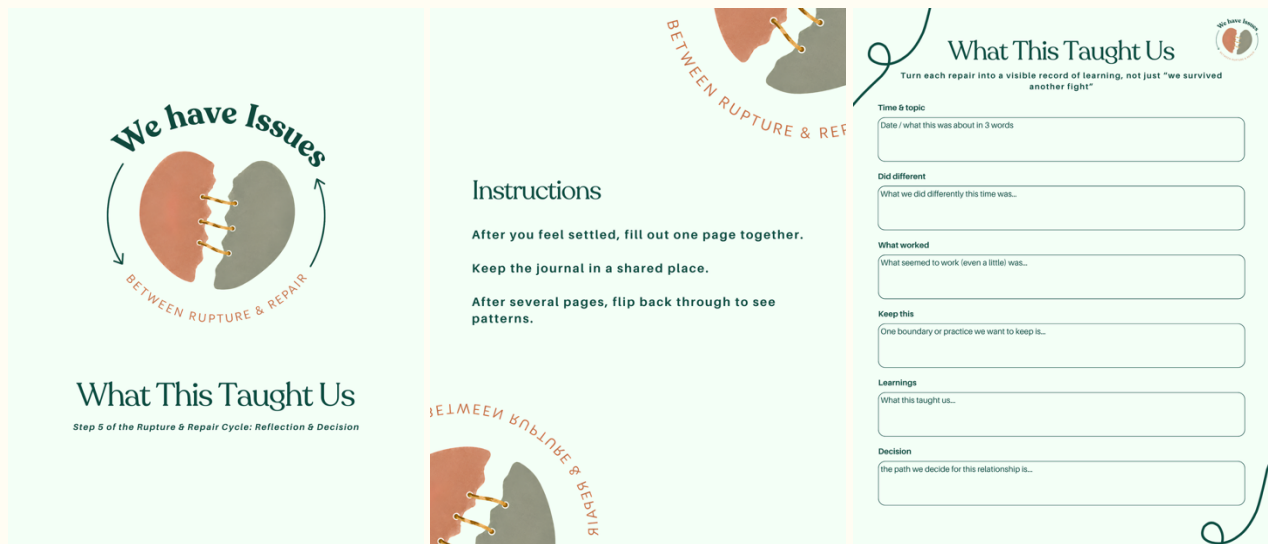 We have Issues
BETWEEN RUPTURE & REPAIR
What This Taught Us
Step 5 of the Rupture & Repair Cycle: Reflection & Decision
BETWEEN RUPTURE & REP
Instructions
After you feel settled, fill out one page together.
Keep the journal in a shared place.
After several pages, flip back through to see
patterns.
BETWEEN RUPTURE & REPAIR
We have Issues
What This Taught Us
Turn each repair into a visible record of learning, not just “we survived
another fight”
Time & topic
Date / what this was about in 3 words
Did different
What we did differently this time was...
What worked
What seemed to work (even a little) was...
Keep this
One boundary or practice we want to keep is...
Learnings
What this taught us...
Decision
the path we decide for this relationship is...